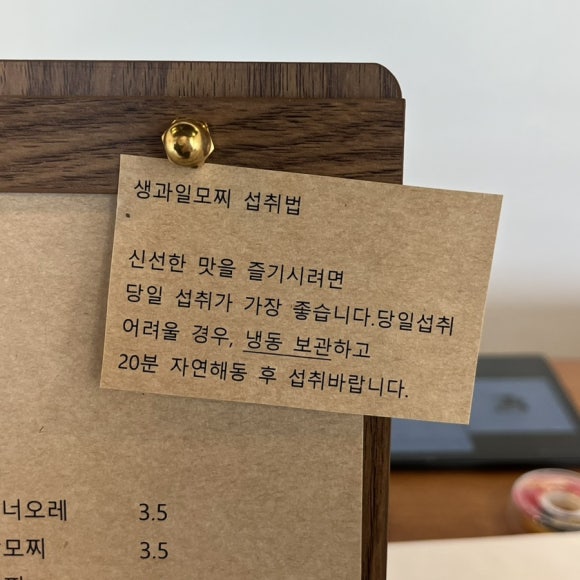 생과일모찌 섭취법
신선한 맛을 즐기시려면
당일 섭취가 가장 좋습니다.당일섭취
어려울 경우, 냉동 보관하고
20분 자연해동 후 섭취바랍니다.
너오레 3.5
모찌 3.5